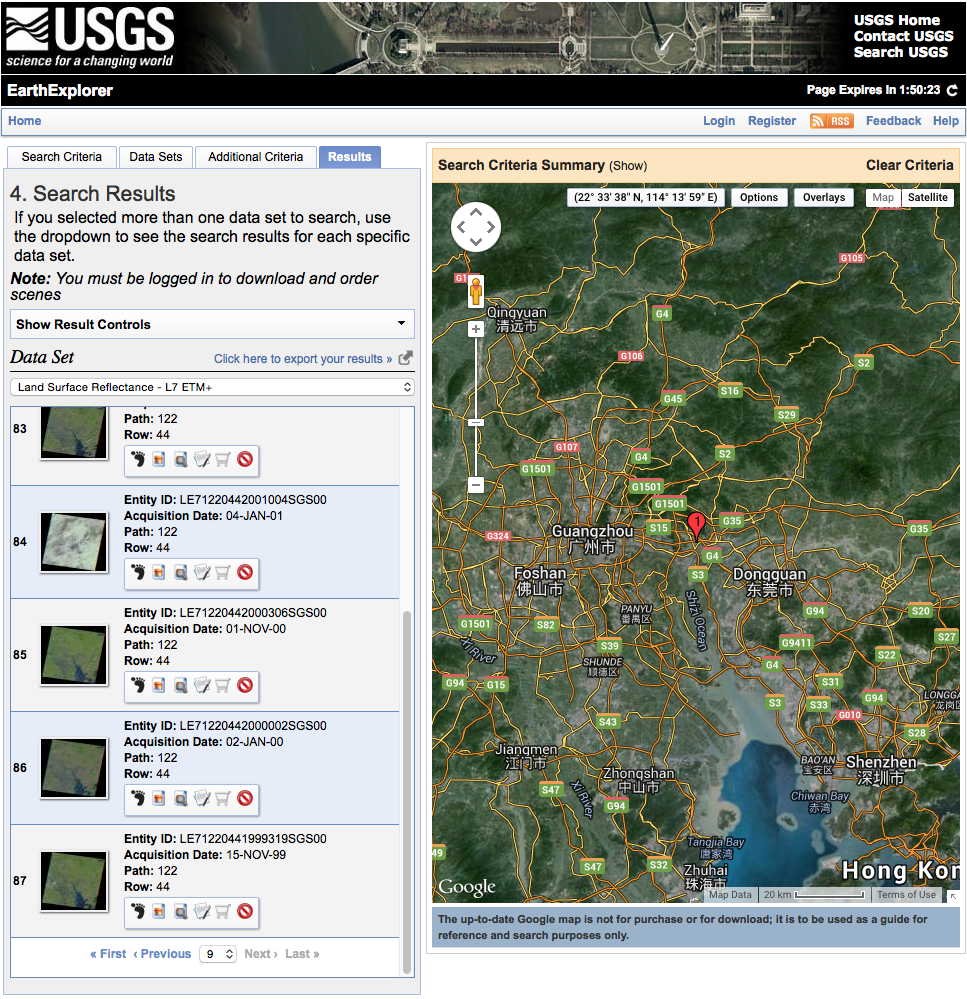 USGS
science for a changing world
USGS Home
Contact USGS
Search USGS
EarthExplorer
Page Expires In 1:50:23
Home
Login Register RSS Feedback Help
Search Criteria Data Sets Additional Criteria Results
4. Search Results
If you selected more than one data set to search, use
the dropdown to see the search results for each specific
data set.
Note: You must be logged in to download and order
scenes
Show Result Controls
Data Set
Click here to export your results »
Land Surface Reflectance - L7 ETM+
83
Path: 122
Row: 44
84
Entity ID: LE71220442001004SGS00
Acquisition Date: 04-JAN-01
Path: 122
Row: 44
85
Entity ID: LE71220442000306SGS00
Acquisition Date: 01-NOV-00
Path: 122
Row: 44
86
Entity ID: LE71220442000002SGS00
Acquisition Date: 02-JAN-00
Path: 122
Row: 44
87
Entity ID: LE71220441999319SGS00
Acquisition Date: 15-NOV-99
Path: 122
Row: 44
« First ‹ Previous 9 Next › Last »
Search Criteria Summary (Show)
Clear Criteria
(22° 33' 38" N, 114° 13' 59" E)
Options
Overlays
Map
Satellite
G105
Qingyuan
清远市
G4
G106
S2
S16
G45
S29
G107
G4
S2
G1501
G1501
G1501
1
S15
G35
G35
G324
Guangzhou
广州市
G4
S3
Foshan
佛山市
Dongguan
东莞市
Shizi Ocean
PANYU
番禺区
G94
S20
G1501
S82
S27
Xi River
S39
G9411
S22
SHUNDE
顺德区
G4
G94
G15
S31
S3
S33
G94
LONGGA
龙岗区
G010
S43
S28
Jiangmen
江门市
BAO'AN
宝安区
Shenzhen
深圳市
Zhongshan
中山市
S47
Xi River
G94
Chiwan Bay
赤湾
Tangjia Bay
唐家湾
49
S47
S32
Zhuhai
珠海市
Hong Kon
Google
Map Data
20 km
Terms of Use
The up-to-date Google map is not for purchase or for download; it is to be used as a guide for
reference and search purposes only.